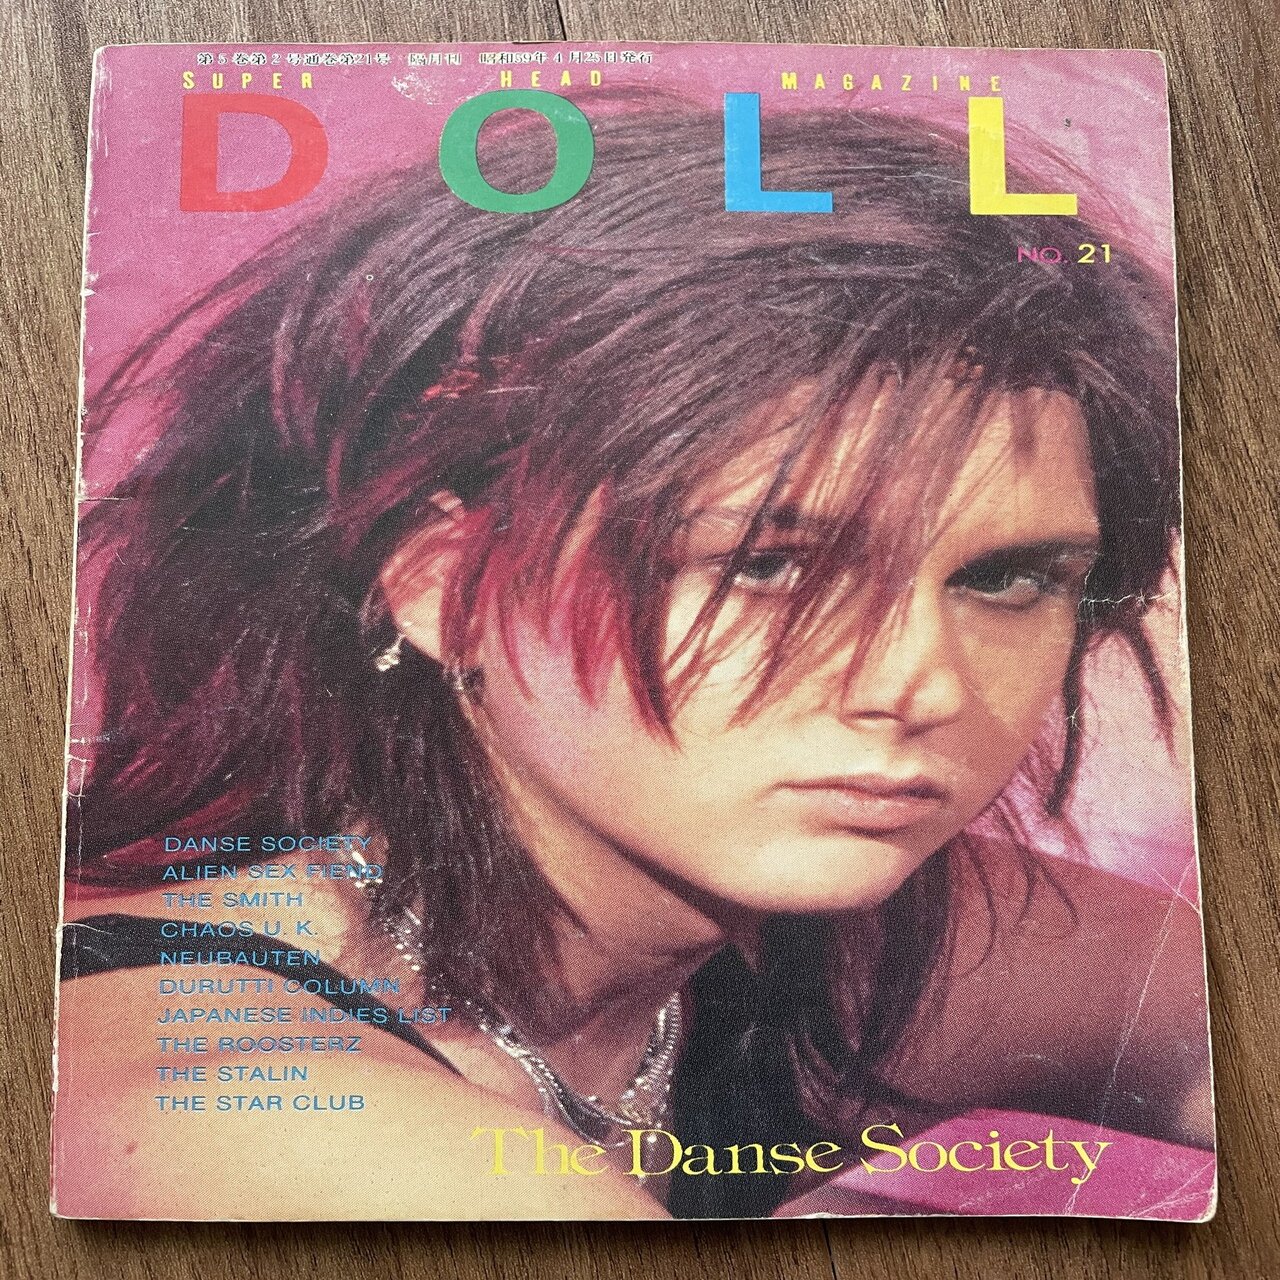 第5巻第2号通巻第21号 隔月刊 昭和59年4月25日発行
SUPER HEAD MAGAZINE
DOLL
NO. 21
DANSE SOCIETY
ALIEN SEX FIEND
THE SMITH
CHAOS U. K.
NEUBAUTEN
DURUTTI COLUMN
JAPANESE INDIES LIST
THE ROOSTERZ
THE STALIN
THE STAR CLUB
The Danse Society